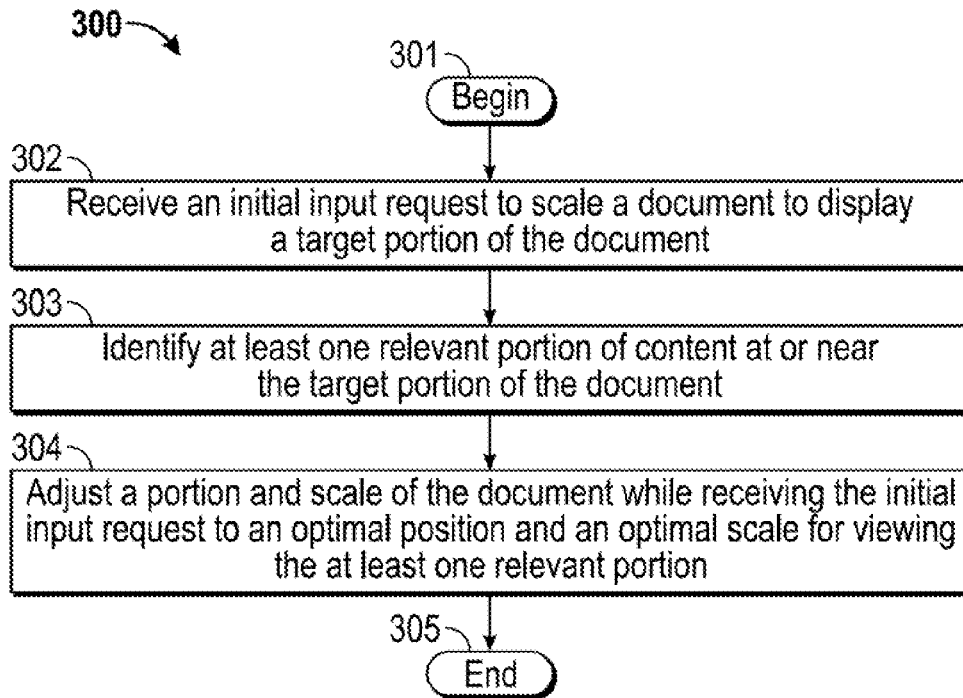 300
301
Begin
302
Receive an initial input request to scale a document to display
a target portion of the document
303
Identify at least one relevant portion of content at or near
the target portion of the document
304
Adjust a portion and scale of the document while receiving the initial
input request to an optimal position and an optimal scale for viewing
the at least one relevant portion
305
End